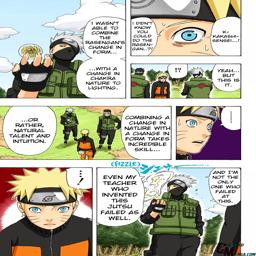 I DIDN'T
KNOW YOU
COULD
DO THE
RASEN-
GAN..?
K-
KAKASHI-
SENSEI...!
I WASN'T
ABLE TO
COMBINE
THE
RASENGAN'S
CHANGE IN
FORM...
...WITH A
CHAKRA
NATURE TO
LIGHTING.
YEAH...
BUT
THIS IS
IT.
!?
!
COMBINING A
CHANGE IN
NATURE WITH A
CHANGE IN
FORM TAKES
INCREDIBLE
SKILL...
...OR
RATHER,
NATURAL
TALENT AND
INTUITION.
(FIZZLE)
AND I'M
NOT THE
ONLY ONE
WHO
FAILED AT
THIS.
EVEN MY
TEACHER
WHO
INVENTED
THIS
JUTSU
FAILED AS
WELL.
...!